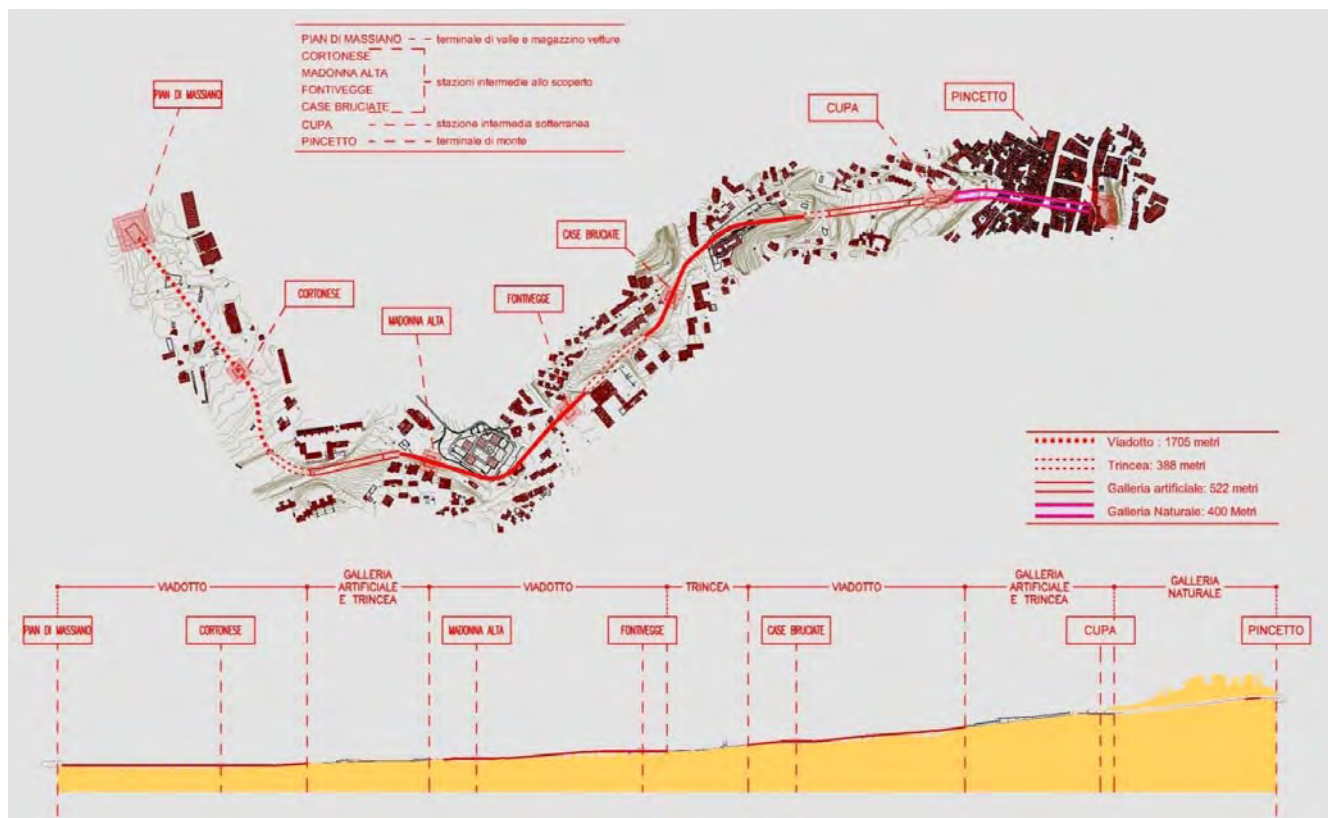 PIAN DI MASSIANO terminale di valle e magazzino vetture
CORTONESE
MADONNA ALTA
stazioni intermedie allo scoperto
FONTIVEGGE
CASE BRUCIATE
CUPA stazione intermedia sotterranea
PINCETTO terminale di monte
PIAN DI MASSIANO
CUPA
PINCETTO
CASE BRUCIATE
CORTONESE
FONTIVEGGE
MADONNA ALTA
Viadotto : 1705 metri
Trincea: 388 metri
Galleria artificiale: 522 metri
Galleria Naturale: 400 Metri
VIADOTTO
GALLERIA
ARTIFICIALE
E TRINCEA
VIADOTTO
TRINCEA
VIADOTTO
GALLERIA
ARTIFICIALE
E TRINCEA
GALLERIA
NATURALE
PIAN DI MASSIANO
CORTONESE
MADONNA ALTA
FONTIVEGGE
CASE BRUCIATE
CUPA
PINCETTO